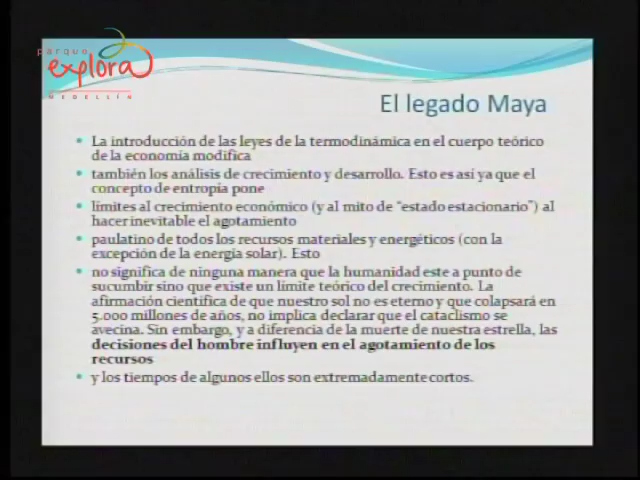 parque
explora
MEDELLÍN
El legado Maya
• La introducción de las leyes de la termodinámica en el cuerpo teórico
de la economía modifica
• también los análisis de crecimiento y desarrollo. Esto es así ya que el
concepto de entropía pone
• límites al crecimiento económico (y al mito de "estado estacionario") al
hacer inevitable el agotamiento
• paulatino de todos los recursos materiales y energéticos (con la
excepción de la energía solar). Esto
• no significa de ninguna manera que la humanidad este a punto de
sucumbir sino que existe un límite teórico del crecimiento. La
afirmación científica de que nuestro sol no es eterno y que colapsará en
5.000 millones de años, no implica declarar que el cataclismo se
avecina. Sin embargo, y a diferencia de la muerte de nuestra estrella, las
decisiones del hombre influyen en el agotamiento de los
recursos
• y los tiempos de algunos ellos son extremadamente cortos.